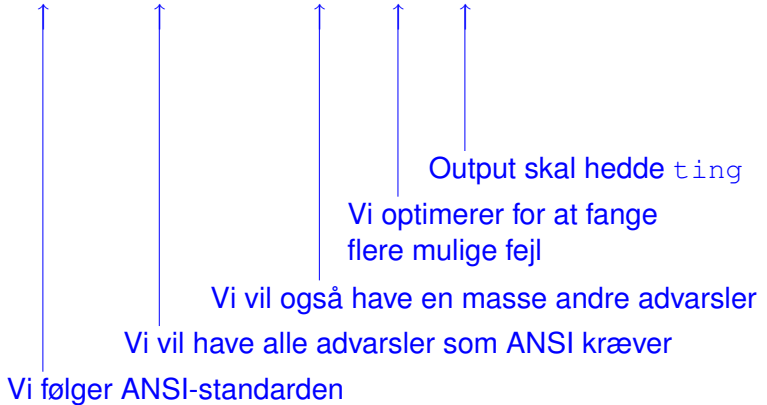 Output skal hedde ting
Vi optimerer for at fange
flere mulige fejl
Vi vil også have en masse andre advarsler
Vi vil have alle advarsler som ANSI kræver
Vi følger ANSI-standarden